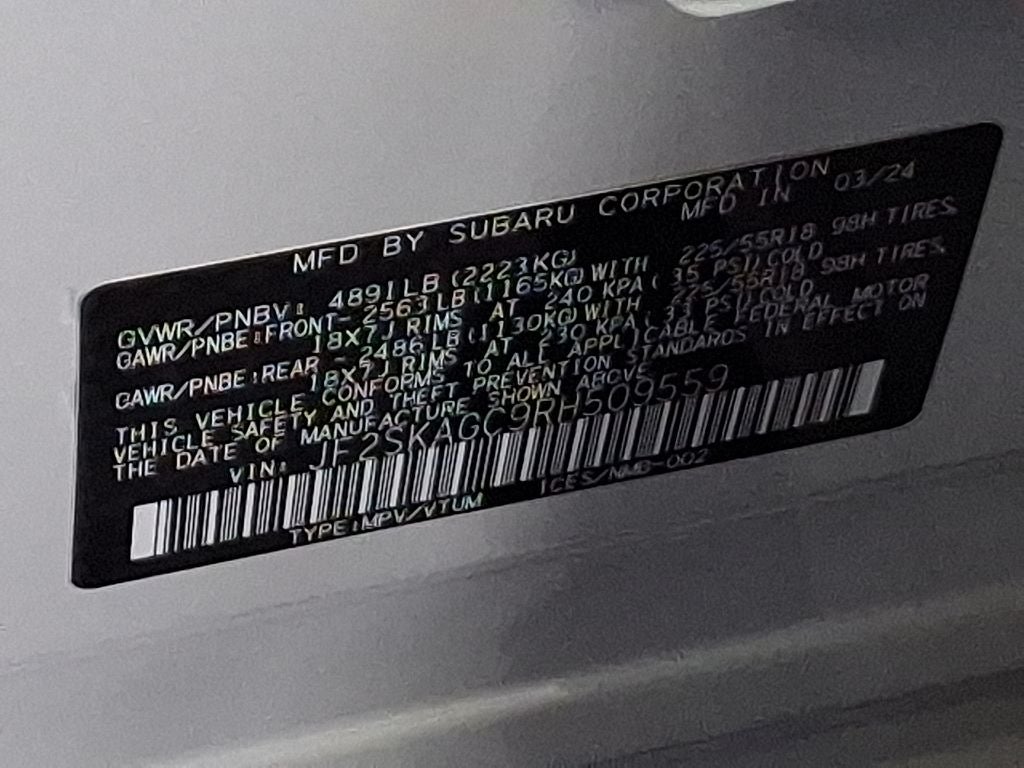 MFD BY SUBARU CORPORATION
MFD IN 03/24
GVWR/PNBV: 4891LB(2223KG)
GAWR/PNBE:FRONT-2563LB(1165KG)WITH 225/55R18 98H TIRES
18X7J RIMS AT 240 KPA( 35 PSI)COLD
GAWR/PNBE:REAR -2486LB(1130KG)WITH 225/55R18 98H TIRES
18X7J RIMS AT 230 KPA( 33 PSI)COLD
THIS VEHICLE CONFORMS TO ALL APPLICABLE FEDERAL MOTOR
VEHICLE SAFETY AND THEFT PREVENTION STANDARDS IN EFFECT ON
THE DATE OF MANUFACTURE SHOWN ABOVE
VIN: JF2SKAGC9RH509559
TYPE:MPV/VTUM ICES/NMB-002